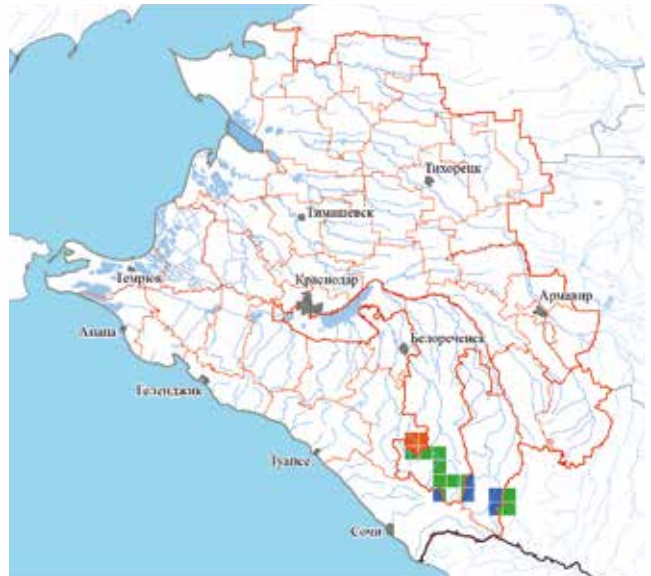 Тихорецк
Тимашевск
Темрюк
Краснодар
Армавир
Анапа
Белореченск
Геленджик
Туапсе
Сочи